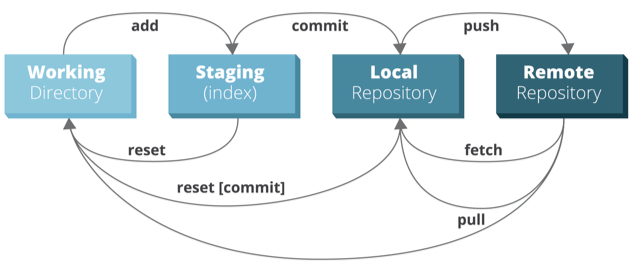 add
commit
push
Working
Directory
Staging
(index)
Local
Repository
Remote
Repository
reset
fetch
reset [commit]
pull